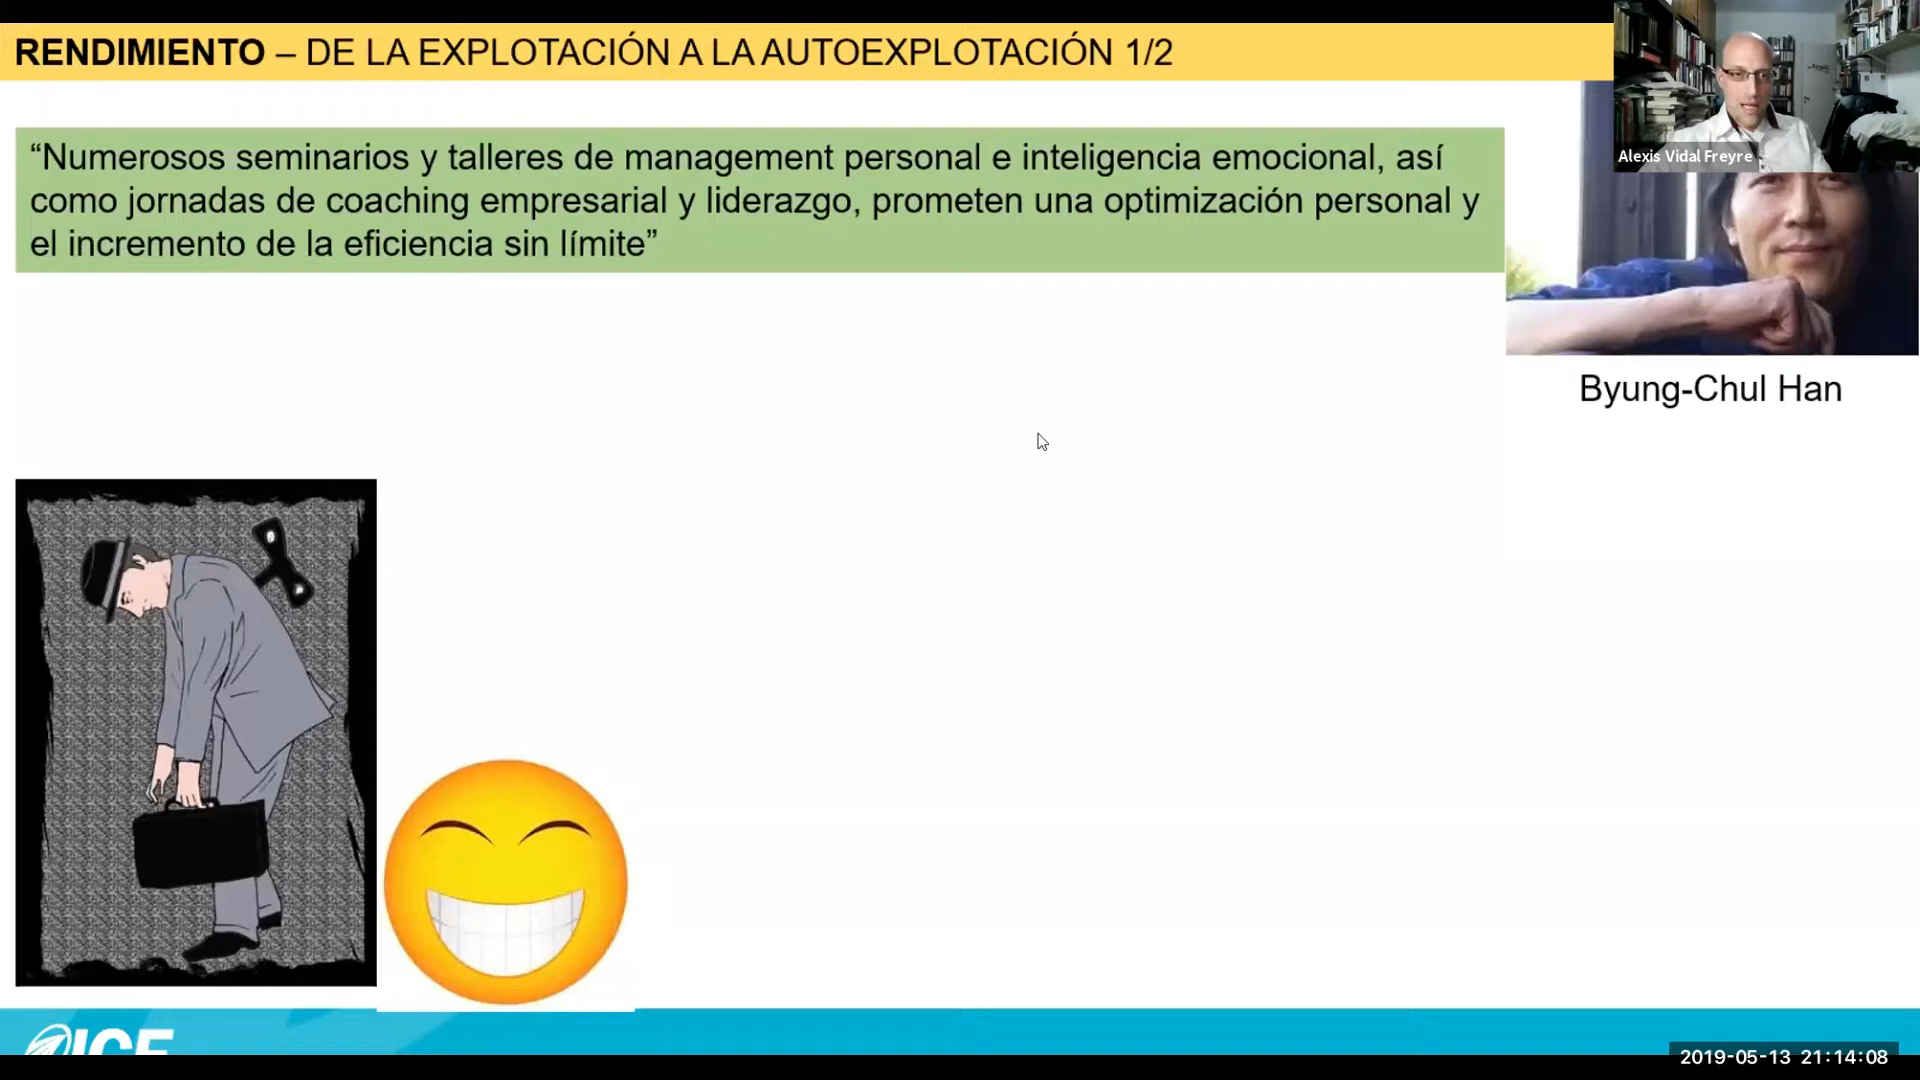 RENDIMIENTO – DE LA EXPLOTACIÓN A LA AUTOEXPLOTACIÓN 1/2
Alexis Vidal Freyre
“Numerosos seminarios y talleres de management personal e inteligencia emocional, así
como jornadas de coaching empresarial y liderazgo, prometen una optimización personal y
el incremento de la eficiencia sin límite”
Byung-Chul Han
2019-05-13 21:14:08